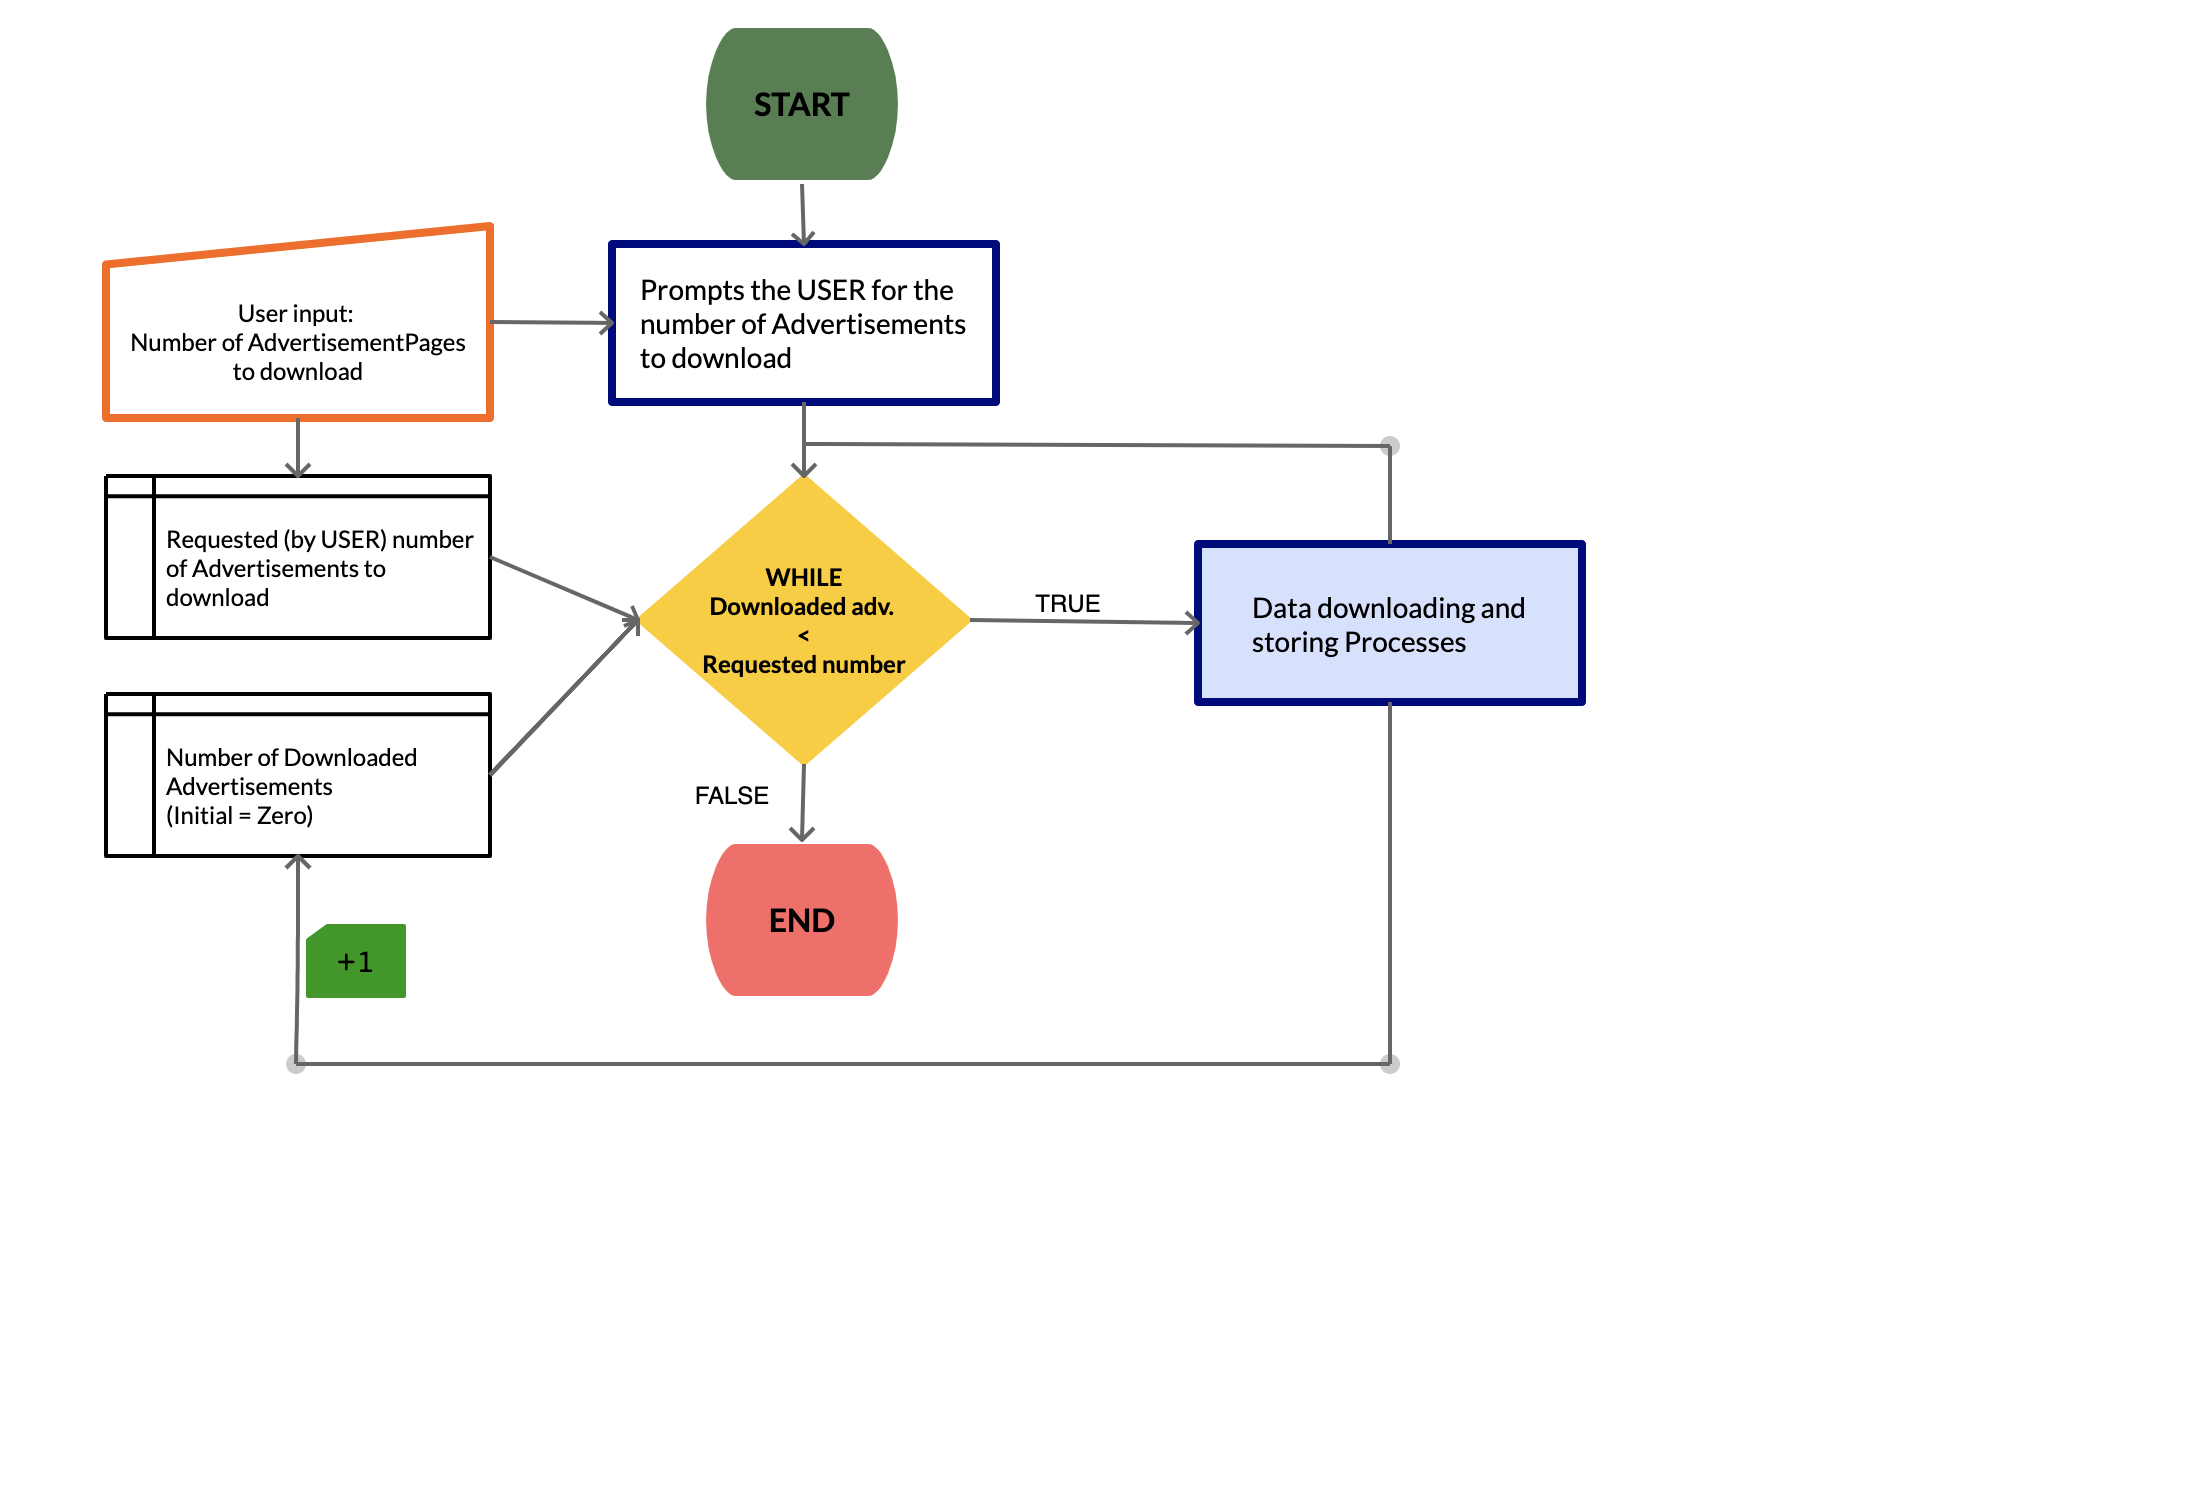 START
User input:
Number of AdvertisementPages
to download
Prompts the USER for the
number of Advertisements
to download
Requested (by USER) number
of Advertisements to
download
WHILE
Downloaded adv.
<
Requested number
TRUE
Data downloading and
storing Processes
Number of Downloaded
Advertisements
(Initial = Zero)
FALSE
END
+1